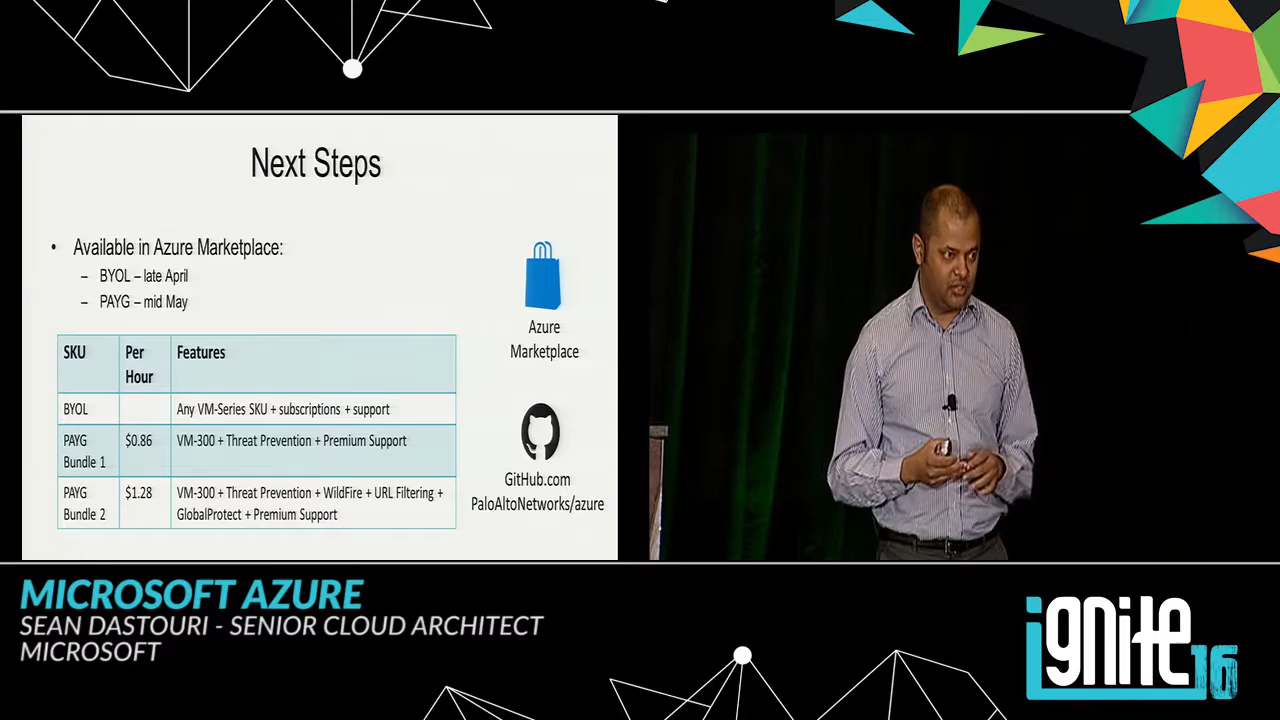 Next Steps
• Available in Azure Marketplace:
– BYOL – late April
– PAYG – mid May
SKU Per Hour Features
BYOL Any VM-Series SKU + subscriptions + support
PAYG Bundle 1 $0.86 VM-300 + Threat Prevention + Premium Support
PAYG Bundle 2 $1.28 VM-300 + Threat Prevention + WildFire + URL Filtering + GlobalProtect + Premium Support
Azure
Marketplace
GitHub.com
PaloAltoNetworks/azure
MICROSOFT AZURE
SEAN DASTOURI - SENIOR CLOUD ARCHITECT
MICROSOFT
ignite16